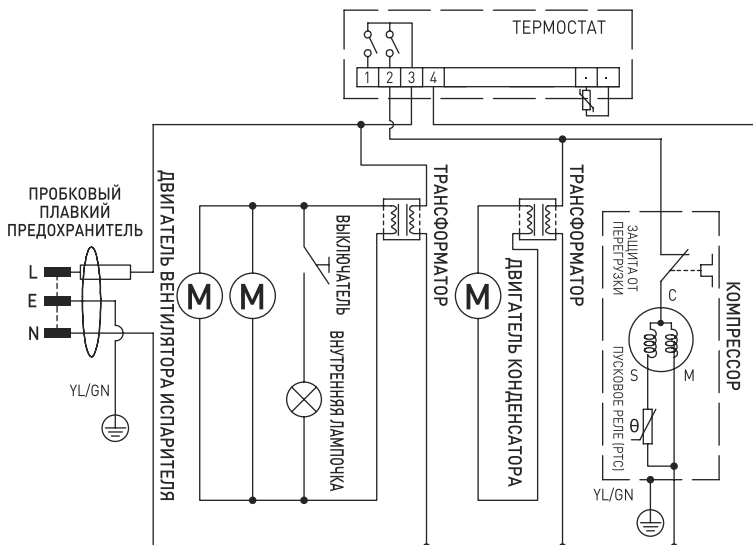 ТЕРМОСТАТ
1 2 3 4
ПРОБКОВЫЙ
ПЛАВКИЙ
ПРЕДОХРАНИТЕЛЬ
L
E
N
YL/GN
ДВИГАТЕЛЬ ВЕНТИЛЯТОРА ИСПАРИТЕЛЯ
M
M
ВЫКЛЮЧАТЕЛЬ
ВНУТРЕННЯЯ ЛАМПОЧКА
ТРАНСФОРМАТОР
M
ДВИГАТЕЛЬ КОНДЕНСАТОРА
ТРАНСФОРМАТОР
ЗАЩИТА ОТ
ПЕРЕГРУЗКИ
C
S
M
ПУСКОВОЕ РЕЛЕ (PTC)
θ
КОМПРЕССОР
YL/GN